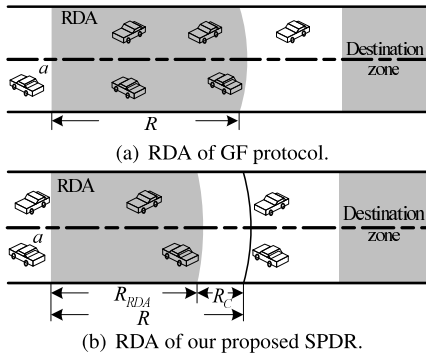 RDA
a
Destination
zone
R
(a) RDA of GF protocol.
RDA
a
Destination
zone
R_RDA R_C
R
(b) RDA of our proposed SPDR.